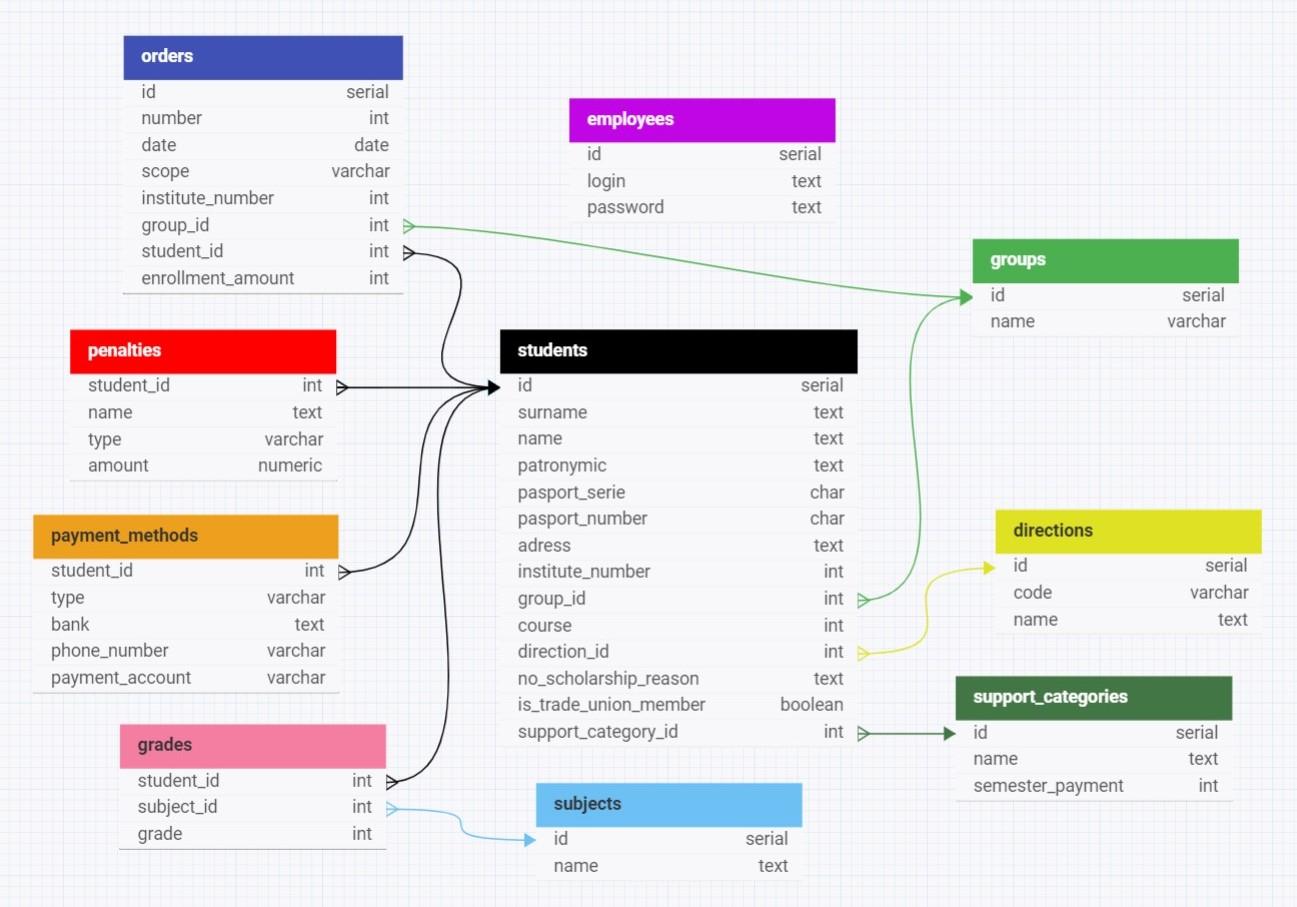 orders
id serial
number int
date date
scope varchar
institute_number int
group_id int
student_id int
enrollment_amount int
employees
id serial
login text
password text
groups
id serial
name varchar
penalties
student_id int
name text
type varchar
amount numeric
students
id serial
surname text
name text
patronymic text
pasport_serie char
pasport_number char
adress text
institute_number int
group_id int
course int
direction_id int
no_scholarship_reason text
is_trade_union_member boolean
support_category_id int
payment_methods
student_id int
type varchar
bank text
phone_number varchar
payment_account varchar
directions
id serial
code varchar
name text
support_categories
id serial
name text
semester_payment int
grades
student_id int
subject_id int
grade int
subjects
id serial
name text